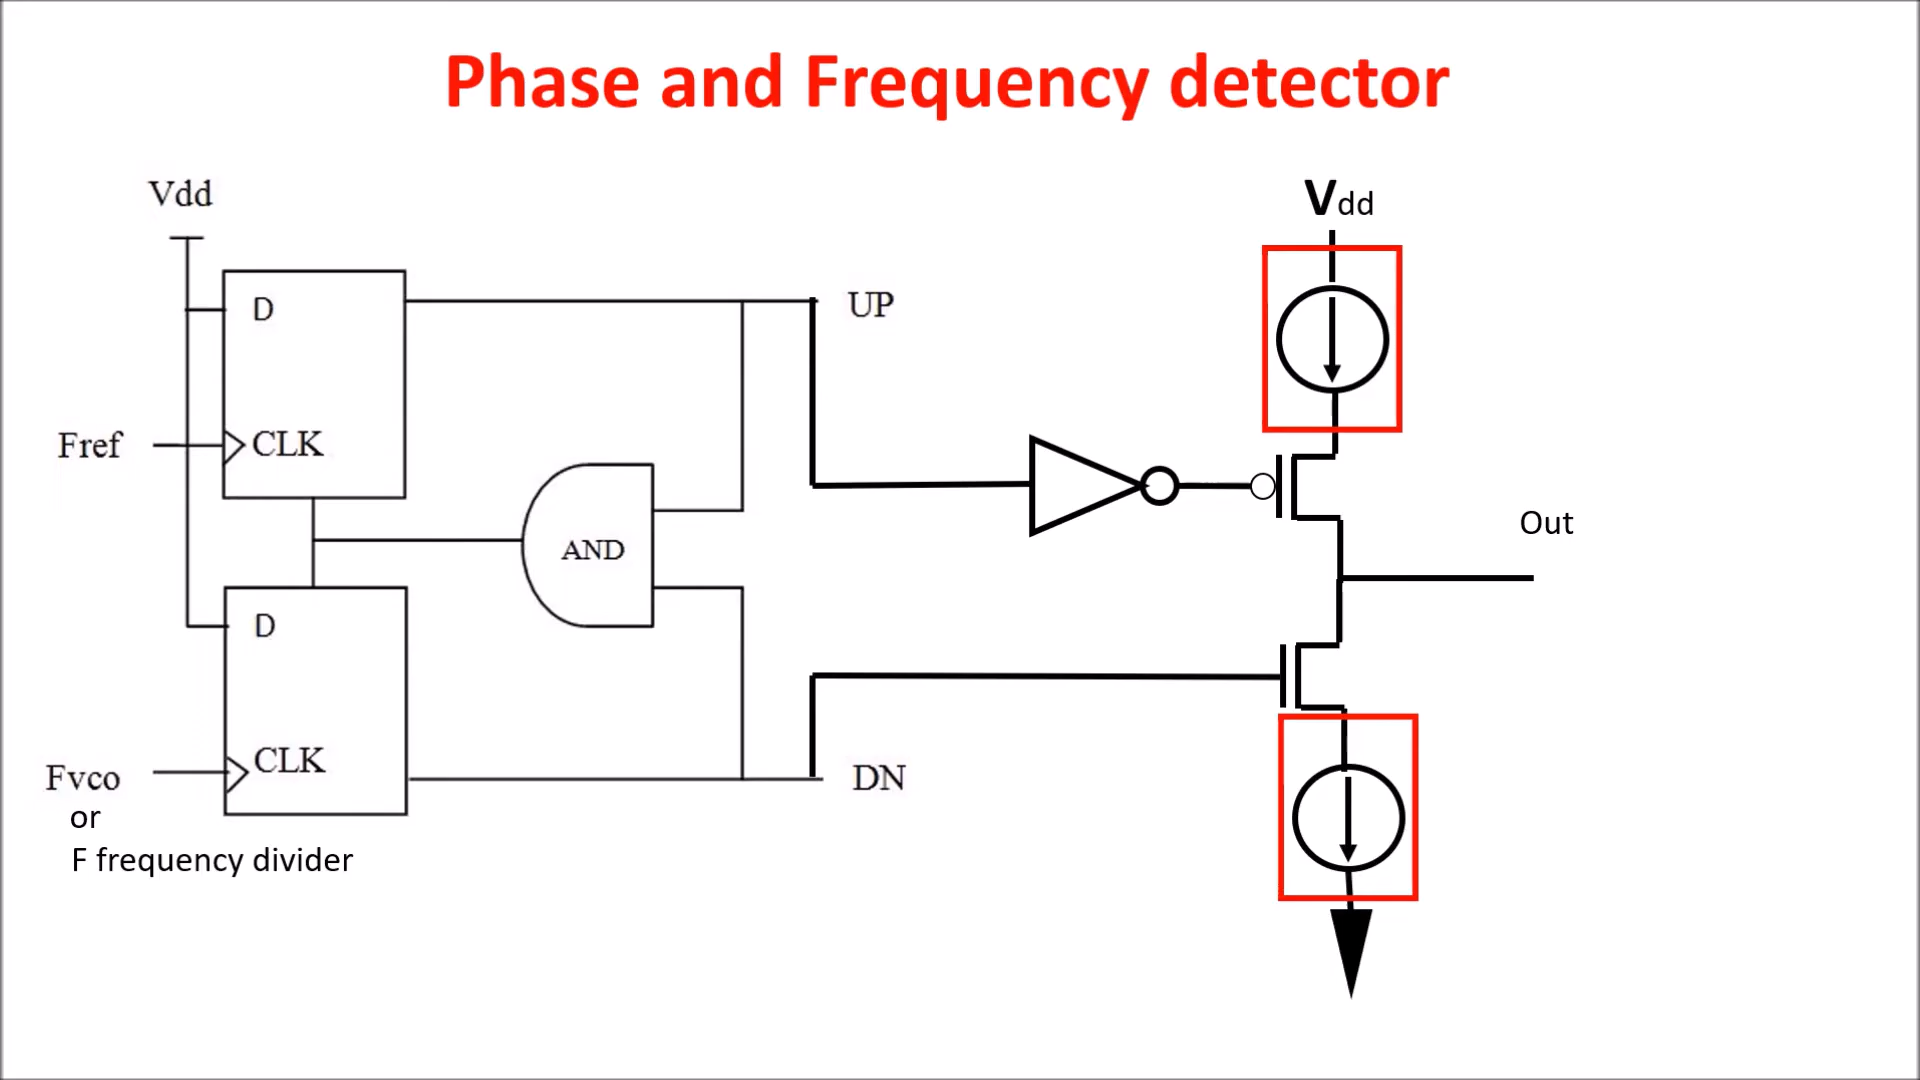 Phase and Frequency detector
Vdd
Vdd
D
UP
Fref
CLK
Out
AND
D
CLK
Fvco
DN
or
F frequency divider